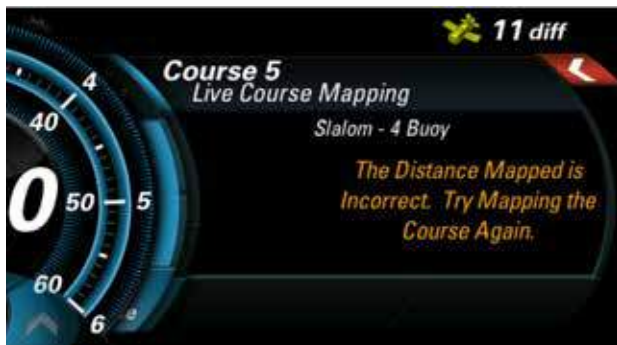 11 diff
Course 5
Live Course Mapping
Slalom - 4 Buoy
The Distance Mapped is
Incorrect. Try Mapping the
Course Again.
4
40
0
50
5
60
6